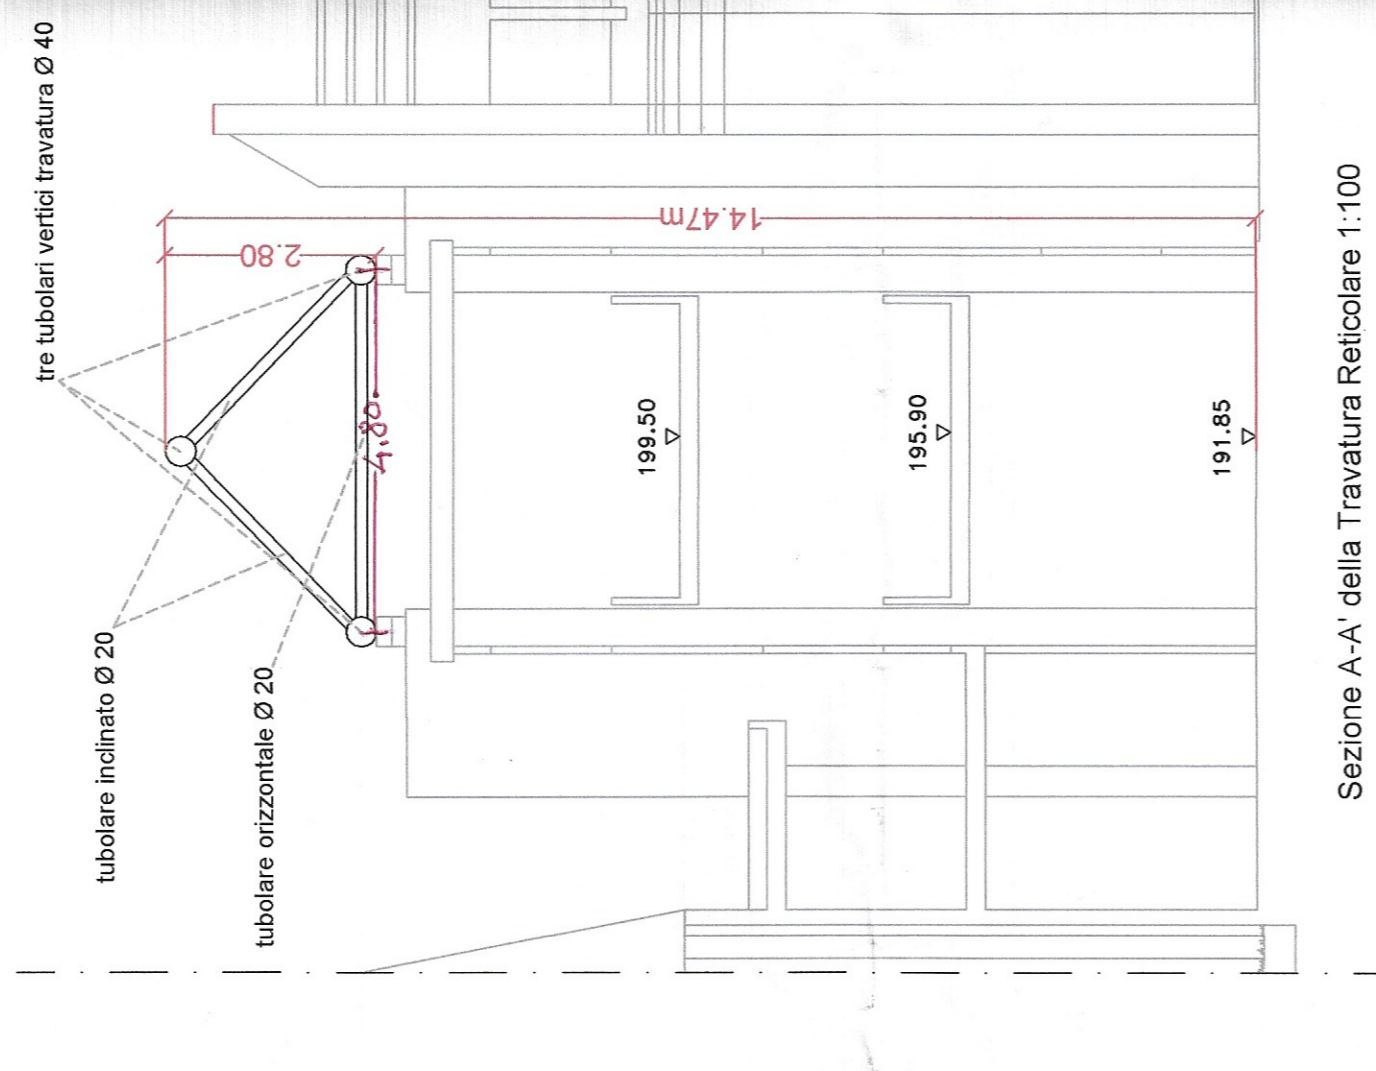 tre tubolari vertici travatura Ø 40
tubolare inclinato Ø 20
tubolare orizzontale Ø 20
2.80
14.47m
4,80
199.50
195.90
191.85
Sezione A-A' della Travatura Reticolare 1:100